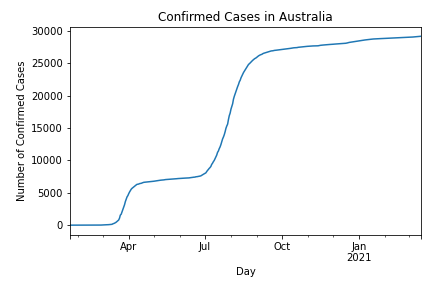 Confirmed Cases in Australia
30000
25000
20000
15000
10000
5000
0
Number of Confirmed Cases
Apr
Jul
Oct
Jan
2021
Day